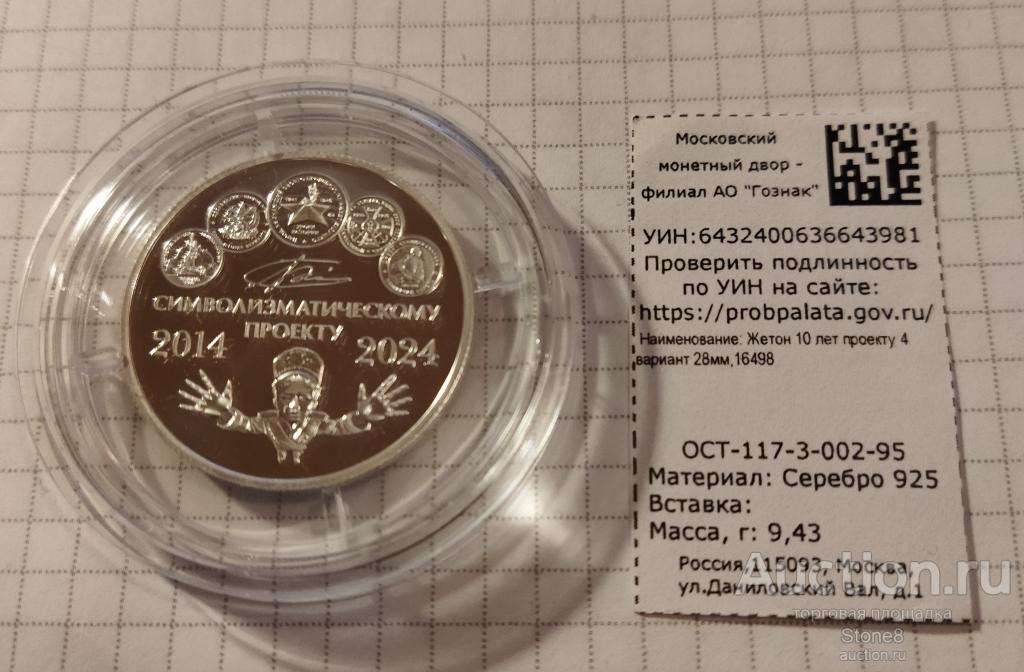 СИМВОЛИЗМАТИЧЕСКОМУ
ПРОЕКТУ
2014 2024
Московский
монетный двор -
филиал АО "Гознак"
УИН:6432400636643981
Проверить подлинность
по УИН на сайте:
https://probpalata.gov.ru/
Наименование: Жетон 10 лет проекту 4
вариант 28мм,16498
ОСТ-117-3-002-95
Материал: Серебро 925
Вставка:
Масса, г: 9,43
Россия,115093, Москва,
ул.Даниловский Вал, д.1
Auction.ru
торговая площадка
Stone8
auction.ru